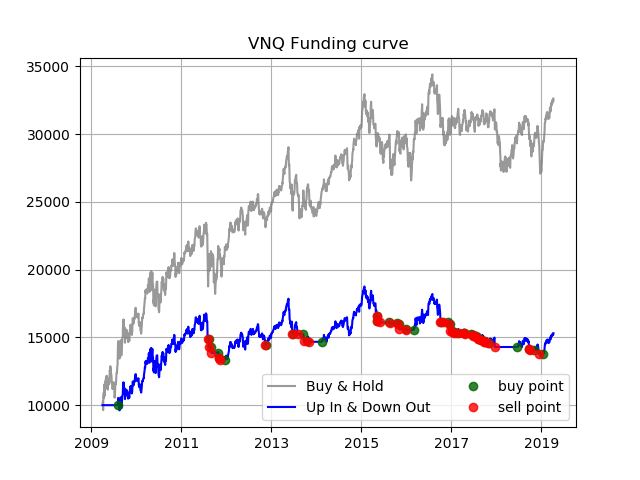 VNQ Funding curve
35000
30000
25000
20000
15000
10000
Buy & Hold
Up In & Down Out
buy point
sell point
2009
2011
2013
2015
2017
2019